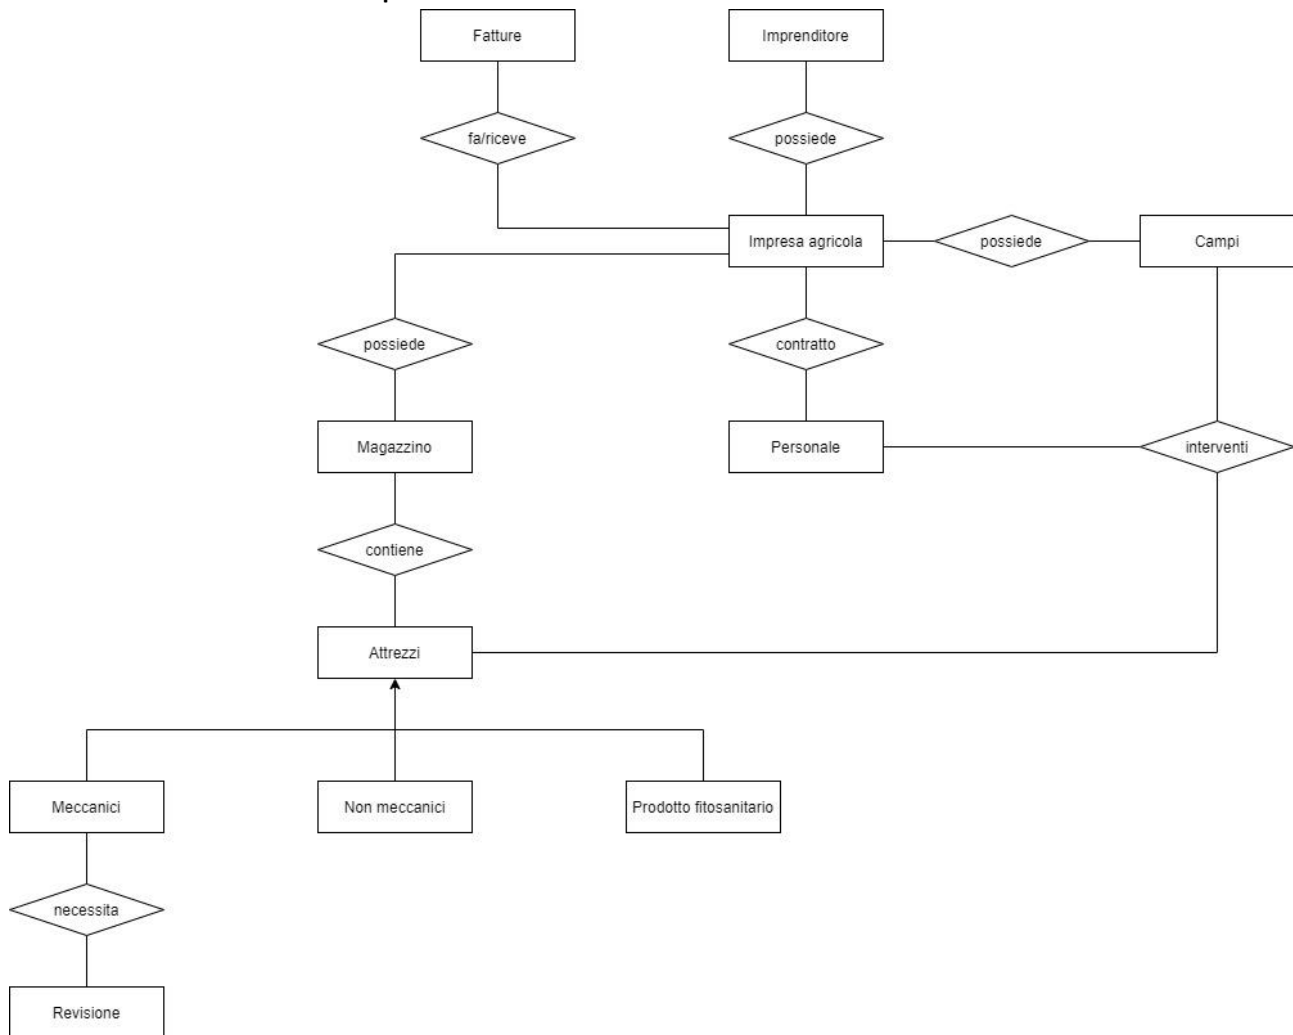 Fatture
Imprenditore
fa/riceve
possiede
Impresa agricola
possiede
Campi
possiede
contratto
Magazzino
Personale
interventi
contiene
Attrezzi
Meccanici
Non meccanici
Prodotto fitosanitario
necessita
Revisione